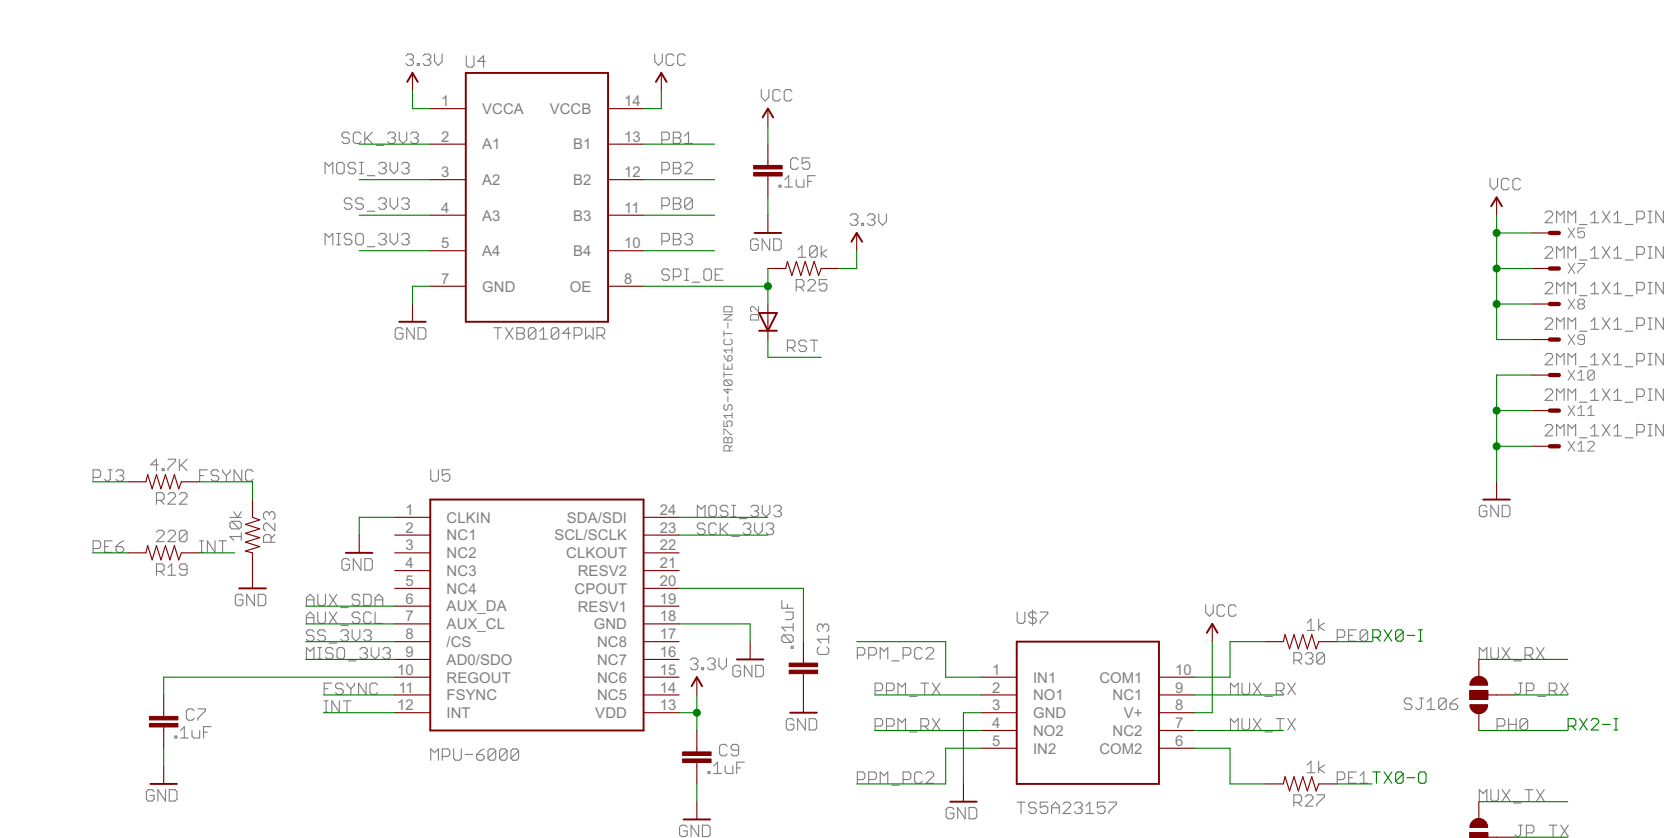 3.3V U4 VCC
1 VCCA VCCB 14
VCC
SCK_3V3 2 A1 B1 13 PB1
MOSI_3V3 3 A2 B2 12 PB2
C5
.1uF
SS_3V3 4 A3 B3 11 PB0
MISO_3V3 5 A4 B4 10 PB3
GND
3.3V
10k
R25
7 GND OE 8 SPI_OE
GND
TXB0104PWR
D2
RB751S-40TE61CT-ND
RST
VCC
2MM_1X1_PIN
X5
2MM_1X1_PIN
X7
2MM_1X1_PIN
X8
2MM_1X1_PIN
X9
2MM_1X1_PIN
X10
2MM_1X1_PIN
X11
2MM_1X1_PIN
X12
GND
4.7K
PJ3 FSYNC
R22
10k
R23
220
PE6 INT
R19
GND
U5
1 CLKIN SDA/SDI 24 MOSI_3V3
2 NC1 SCL/SCLK 23 SCK_3V3
3 NC2 CLKOUT 22
4 NC3 RESV2 21
5 NC4 CPOUT 20
AUX_SDA 6 AUX_DA RESV1 19
AUX_SCL 7 AUX_CL GND 18
SS_3V3 8 /CS NC8 17
MISO_3V3 9 AD0/SDO NC7 16
10 REGOUT NC6 15
FSYNC 11 FSYNC NC5 14
INT 12 INT VDD 13
GND
MPU-6000
C7
.1uF
GND
3.3V
GND
.01uF
C13
GND
C9
.1uF
GND
U$7
VCC
1k
PE0 RX0-I
R30
PPM_PC2
1 IN1 COM1 10
PPM_TX 2 NO1 NC1 9 MUX_RX
3 GND V+ 8
PPM_RX 4 NO2 NC2 7 MUX_TX
5 IN2 COM2 6
PPM_PC2
1k
PE1 TX0-O
R27
GND
TS5A23157
MUX_RX
SJ106
JP_RX
PH0 RX2-I
MUX_TX
JP_TX